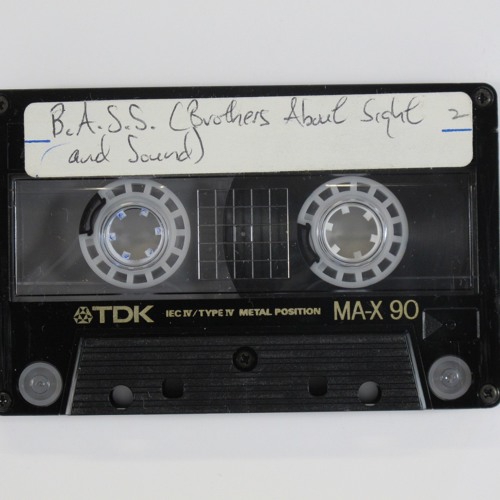 B.A.S.S. (Brothers About Sight 2
and Sound)
TDK IEC IV/TYPE IV METAL POSITION MA-X 90